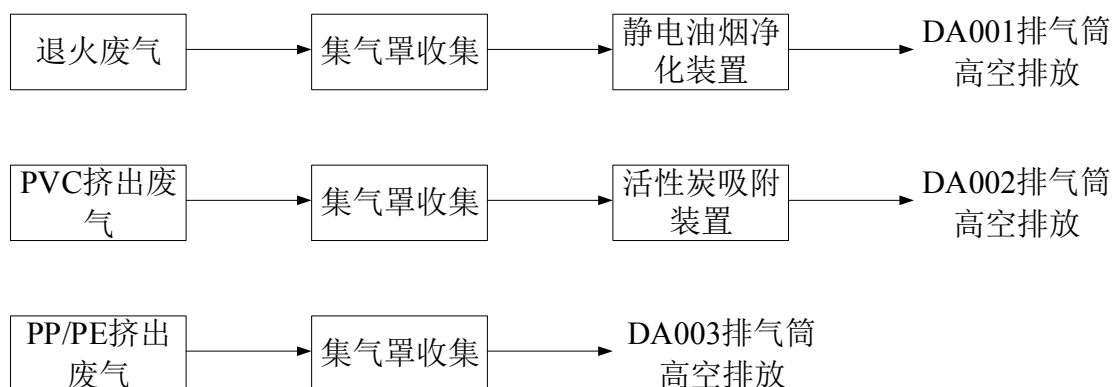 退火废气
集气罩收集
静电油烟净
化装置
DA001排气筒
高空排放
PVC挤出废
气
集气罩收集
活性炭吸附
装置
DA002排气筒
高空排放
PP/PE挤出
废气
集气罩收集
DA003排气筒
高空排放